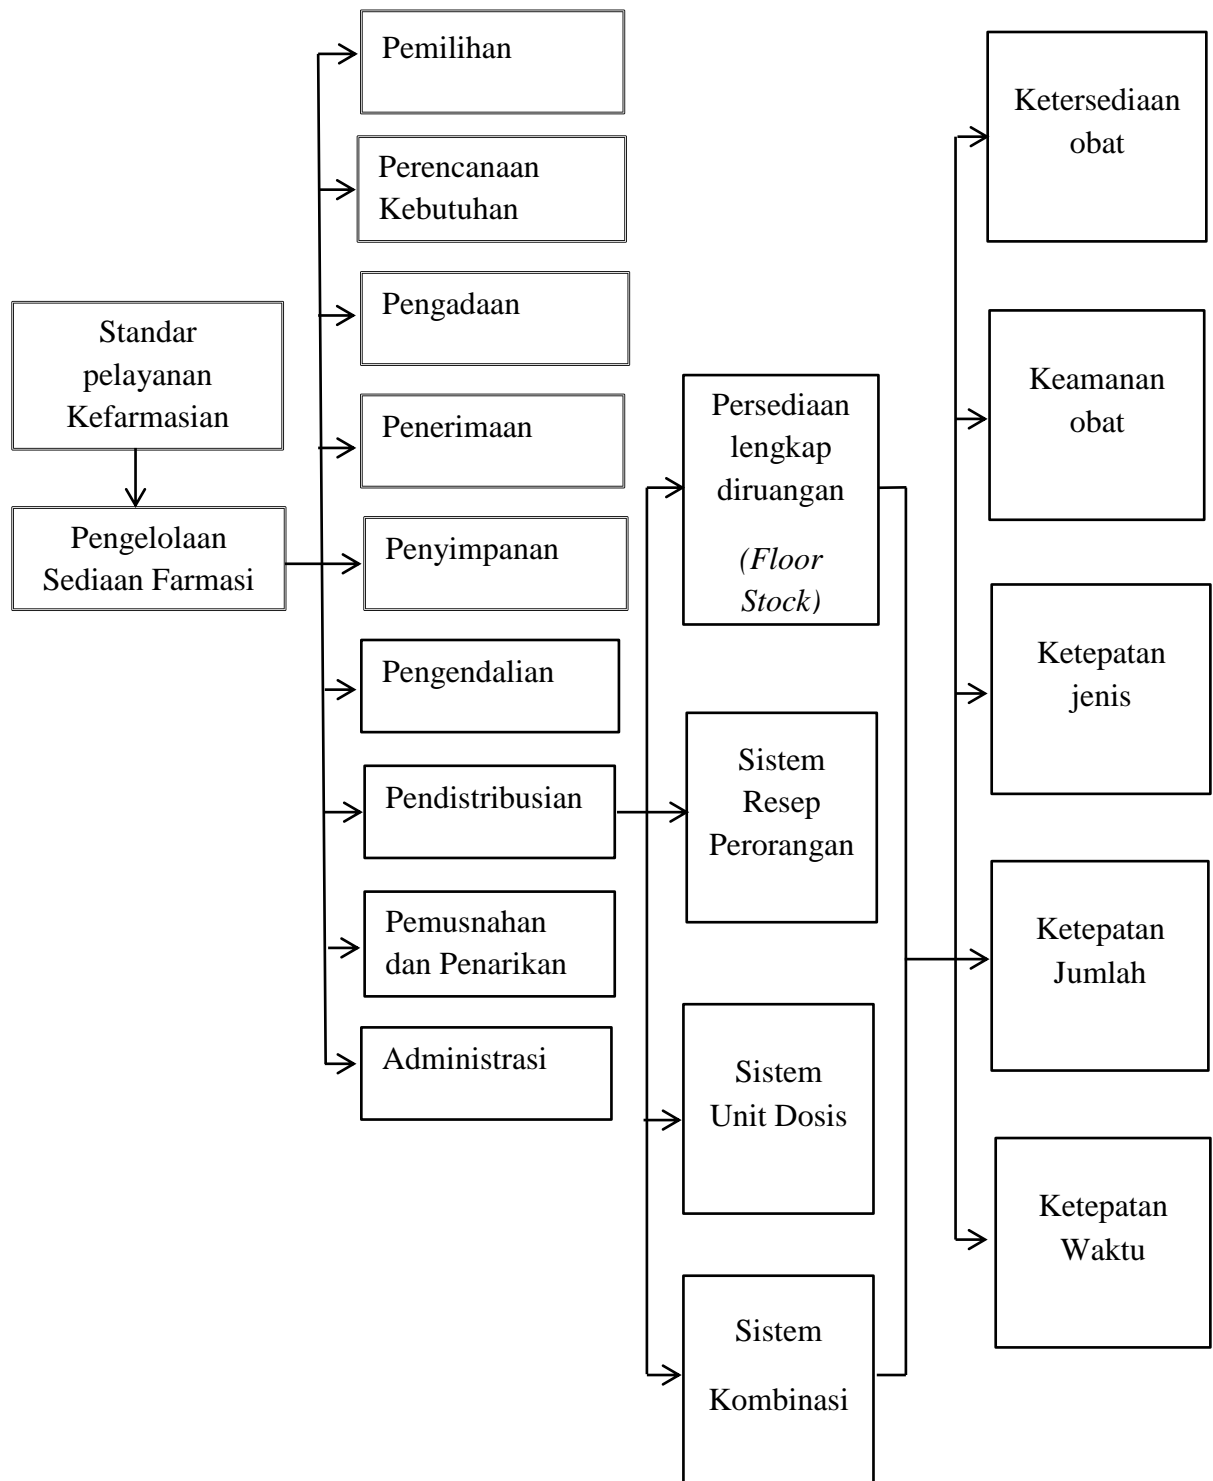 Standar
pelayanan
Kefarmasian
Pengelolaan
Sediaan Farmasi
Pemilihan
Perencanaan
Kebutuhan
Pengadaan
Penerimaan
Penyimpanan
Pengendalian
Pendistribusian
Pemusnahan
dan Penarikan
Administrasi
Persediaan
lengkap
diruangan
(Floor
Stock)
Sistem
Resep
Perorangan
Sistem
Unit Dosis
Sistem
Kombinasi
Ketersediaan
obat
Keamanan
obat
Ketepatan
jenis
Ketepatan
Jumlah
Ketepatan
Waktu